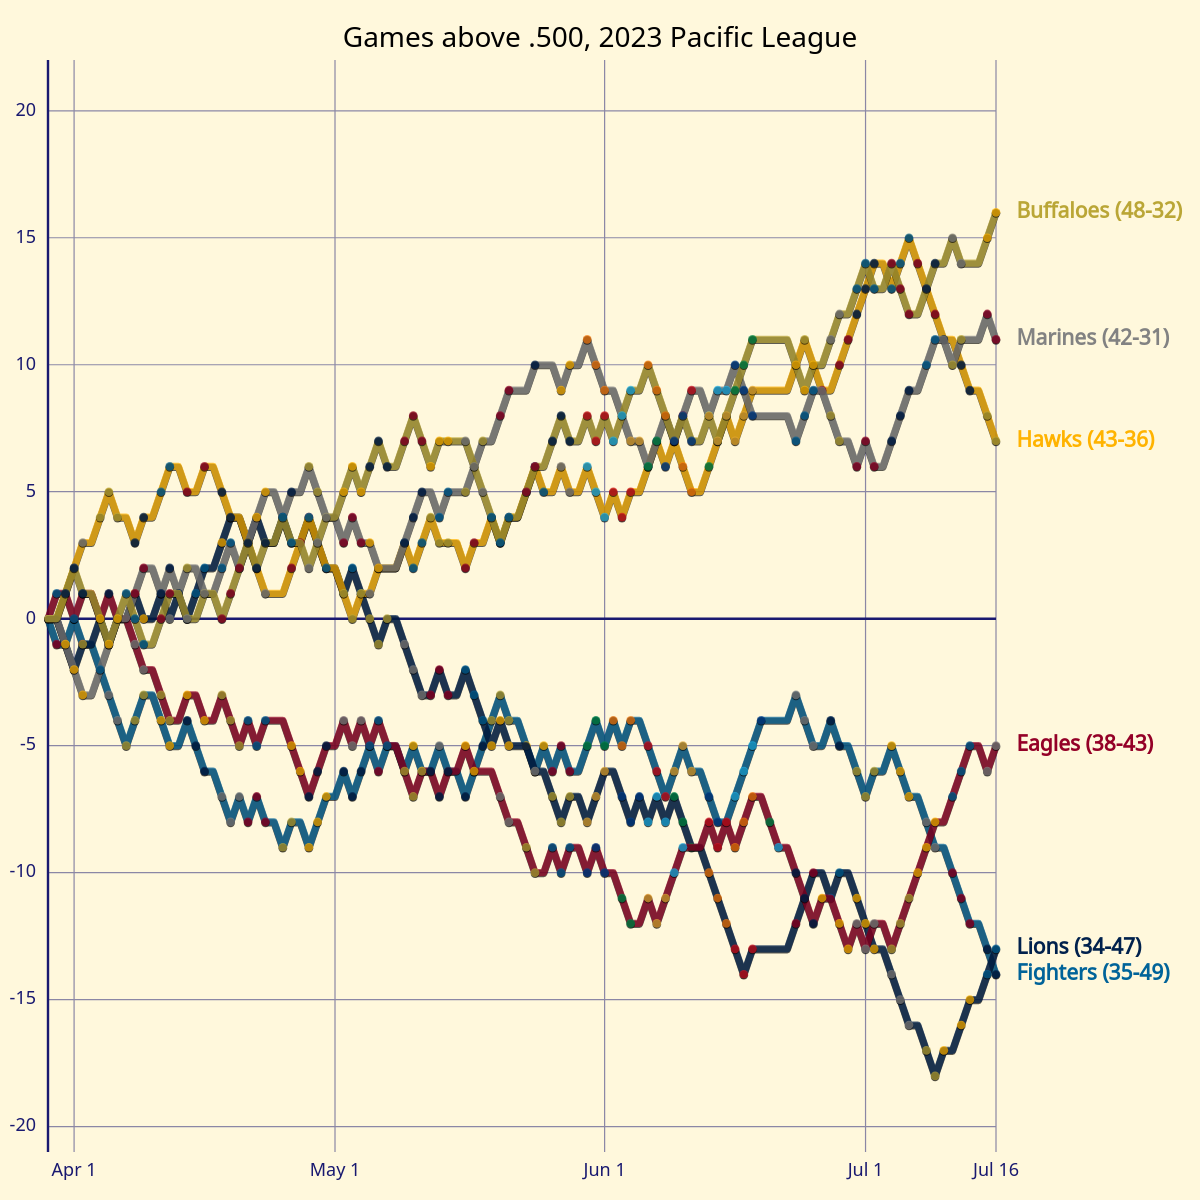 Games above .500, 2023 Pacific League
20
15
10
5
0
-5
-10
-15
-20
Buffaloes (48-32)
Marines (42-31)
Hawks (43-36)
Eagles (38-43)
Lions (34-47)
Fighters (35-49)
Apr 1
May 1
Jun 1
Jul 1
Jul 16